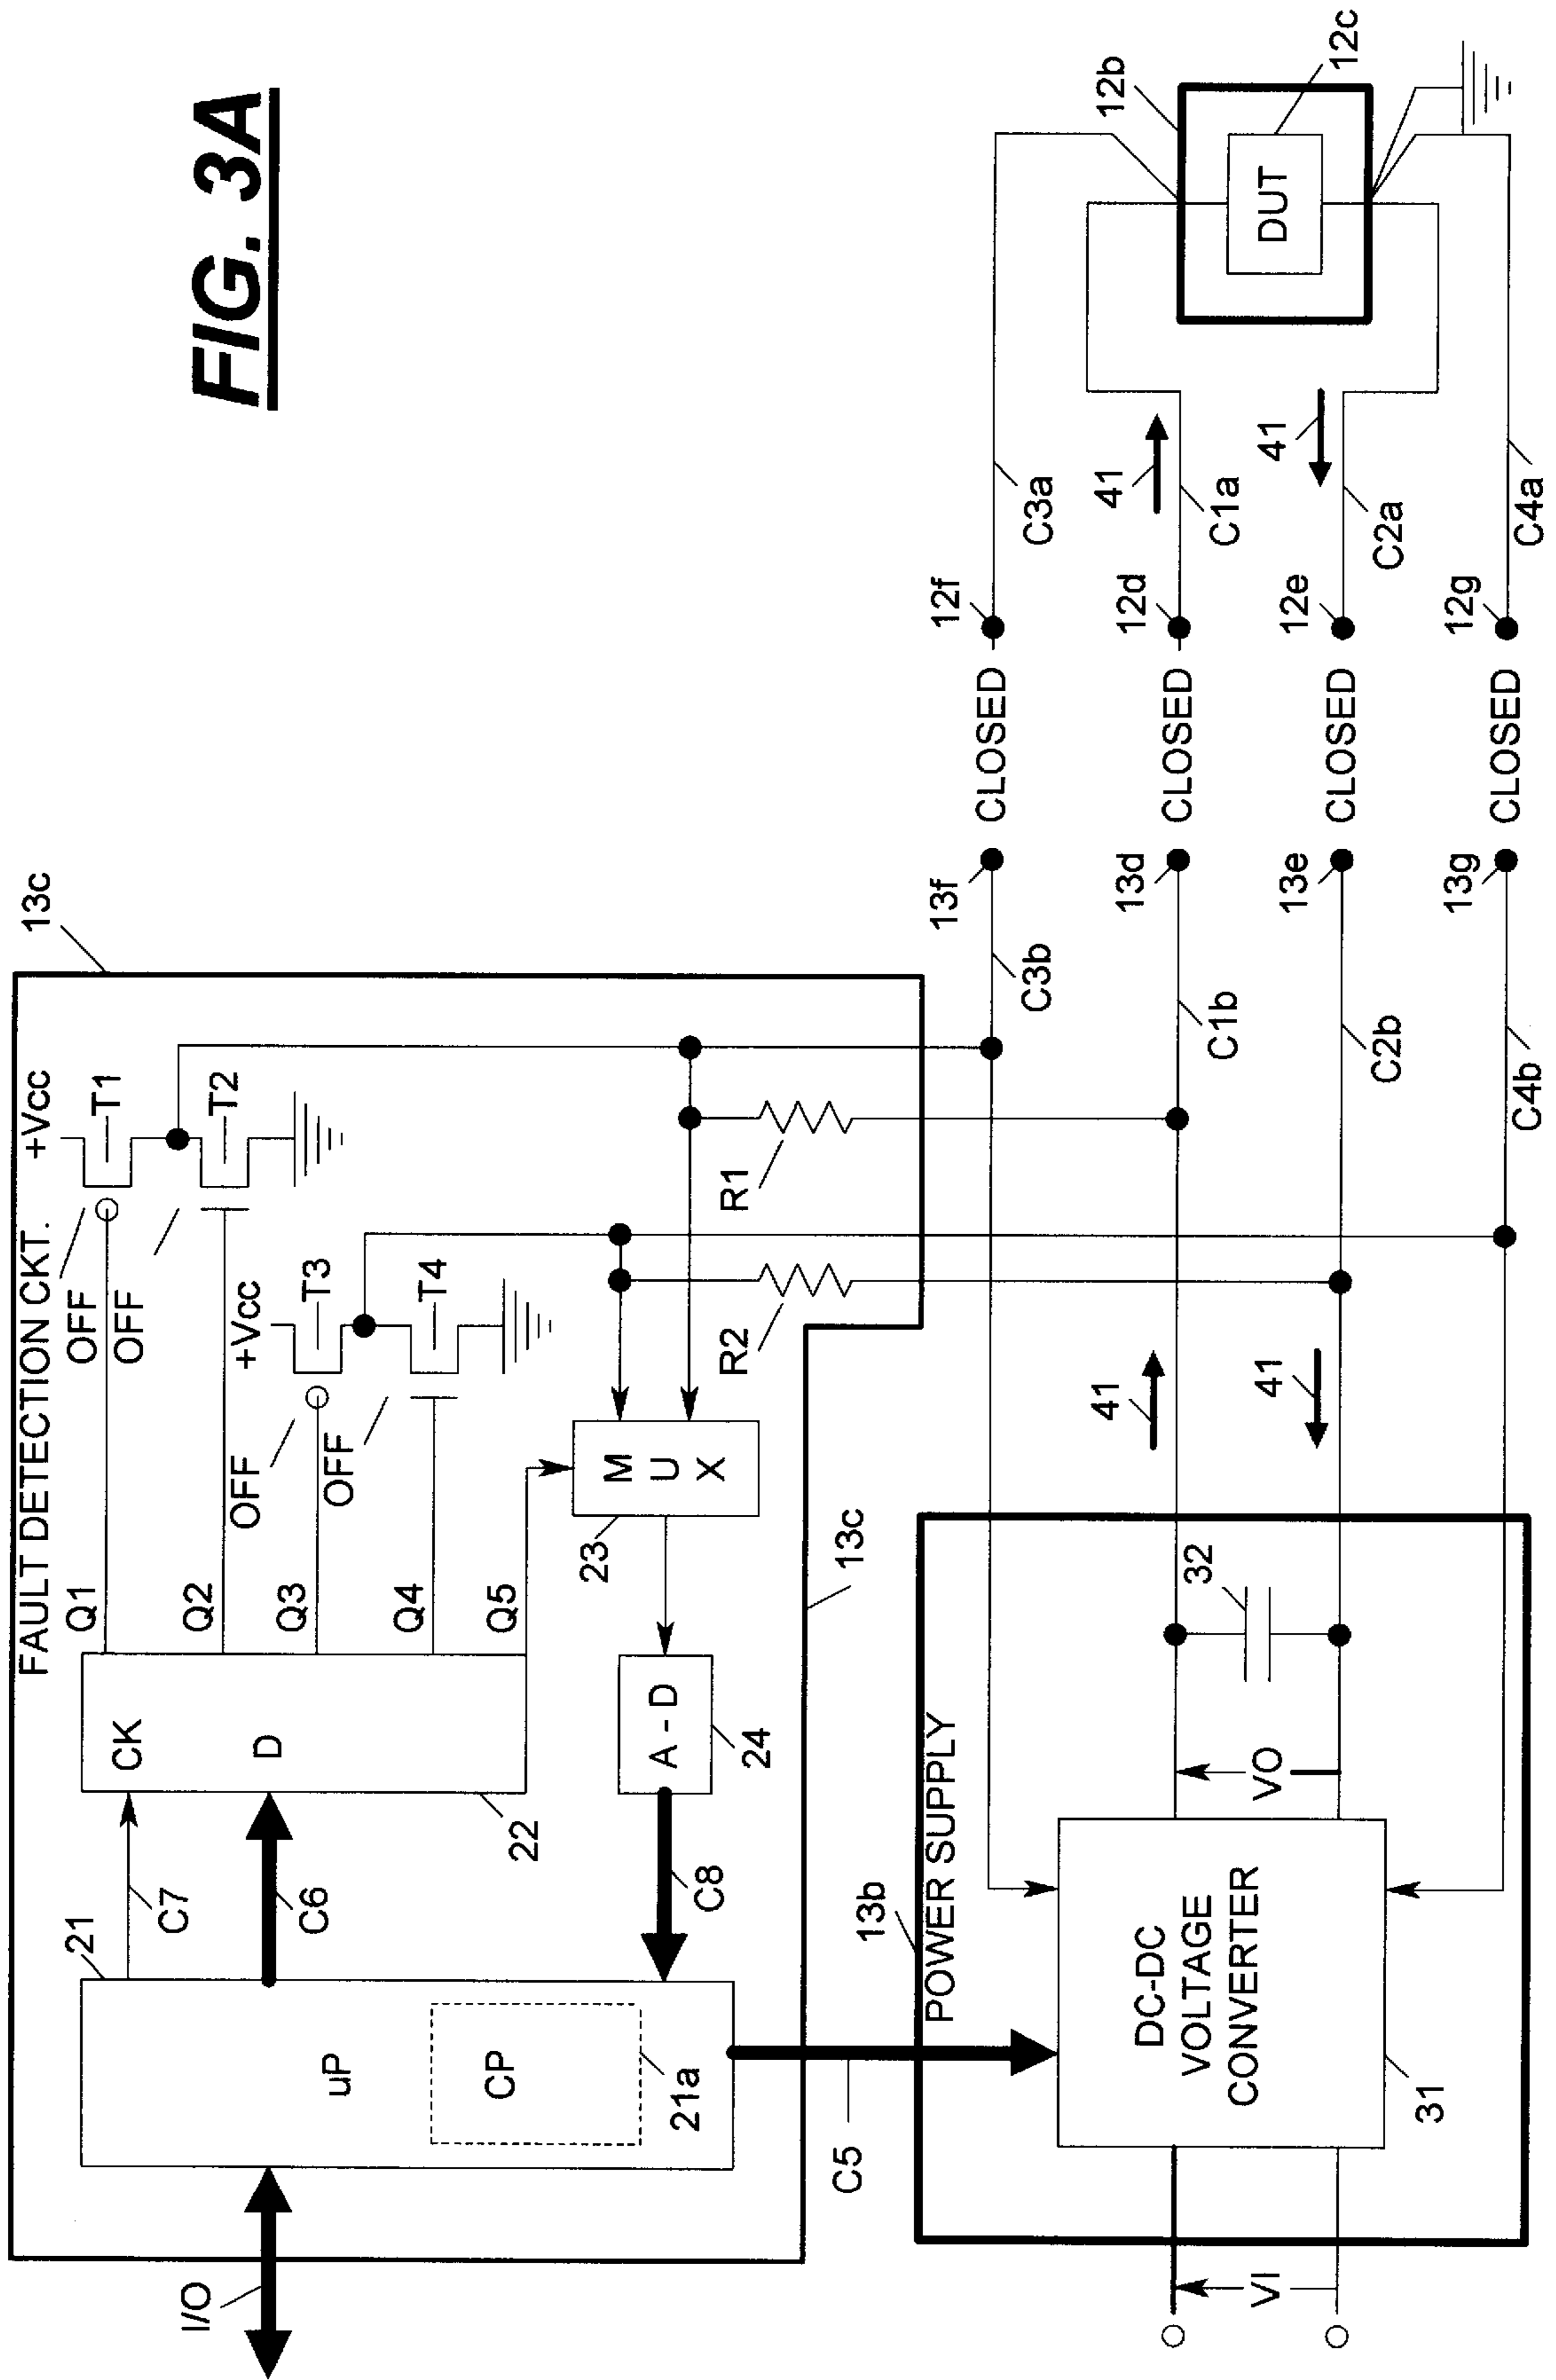 FIG. 3A
FAULT DETECTION CKT.
13c
+Vcc
T1
T2
OFF
OFF
+Vcc
T3
T4
OFF
OFF
Q1
Q2
Q3
Q4
Q5
CK
D
22
C7
C6
21
uP
CP
21a
I/O
M
U
X
23
A - D
24
C8
R1
R2
13c
C5
13b
POWER SUPPLY
DC-DC
VOLTAGE
CONVERTER
31
VI
VO
32
41
41
C3b
C1b
C2b
C4b
13f
13d
13e
13g
CLOSED
CLOSED
CLOSED
CLOSED
12f
12d
12e
12g
C3a
C1a
C2a
C4a
41
41
12b
DUT
12c